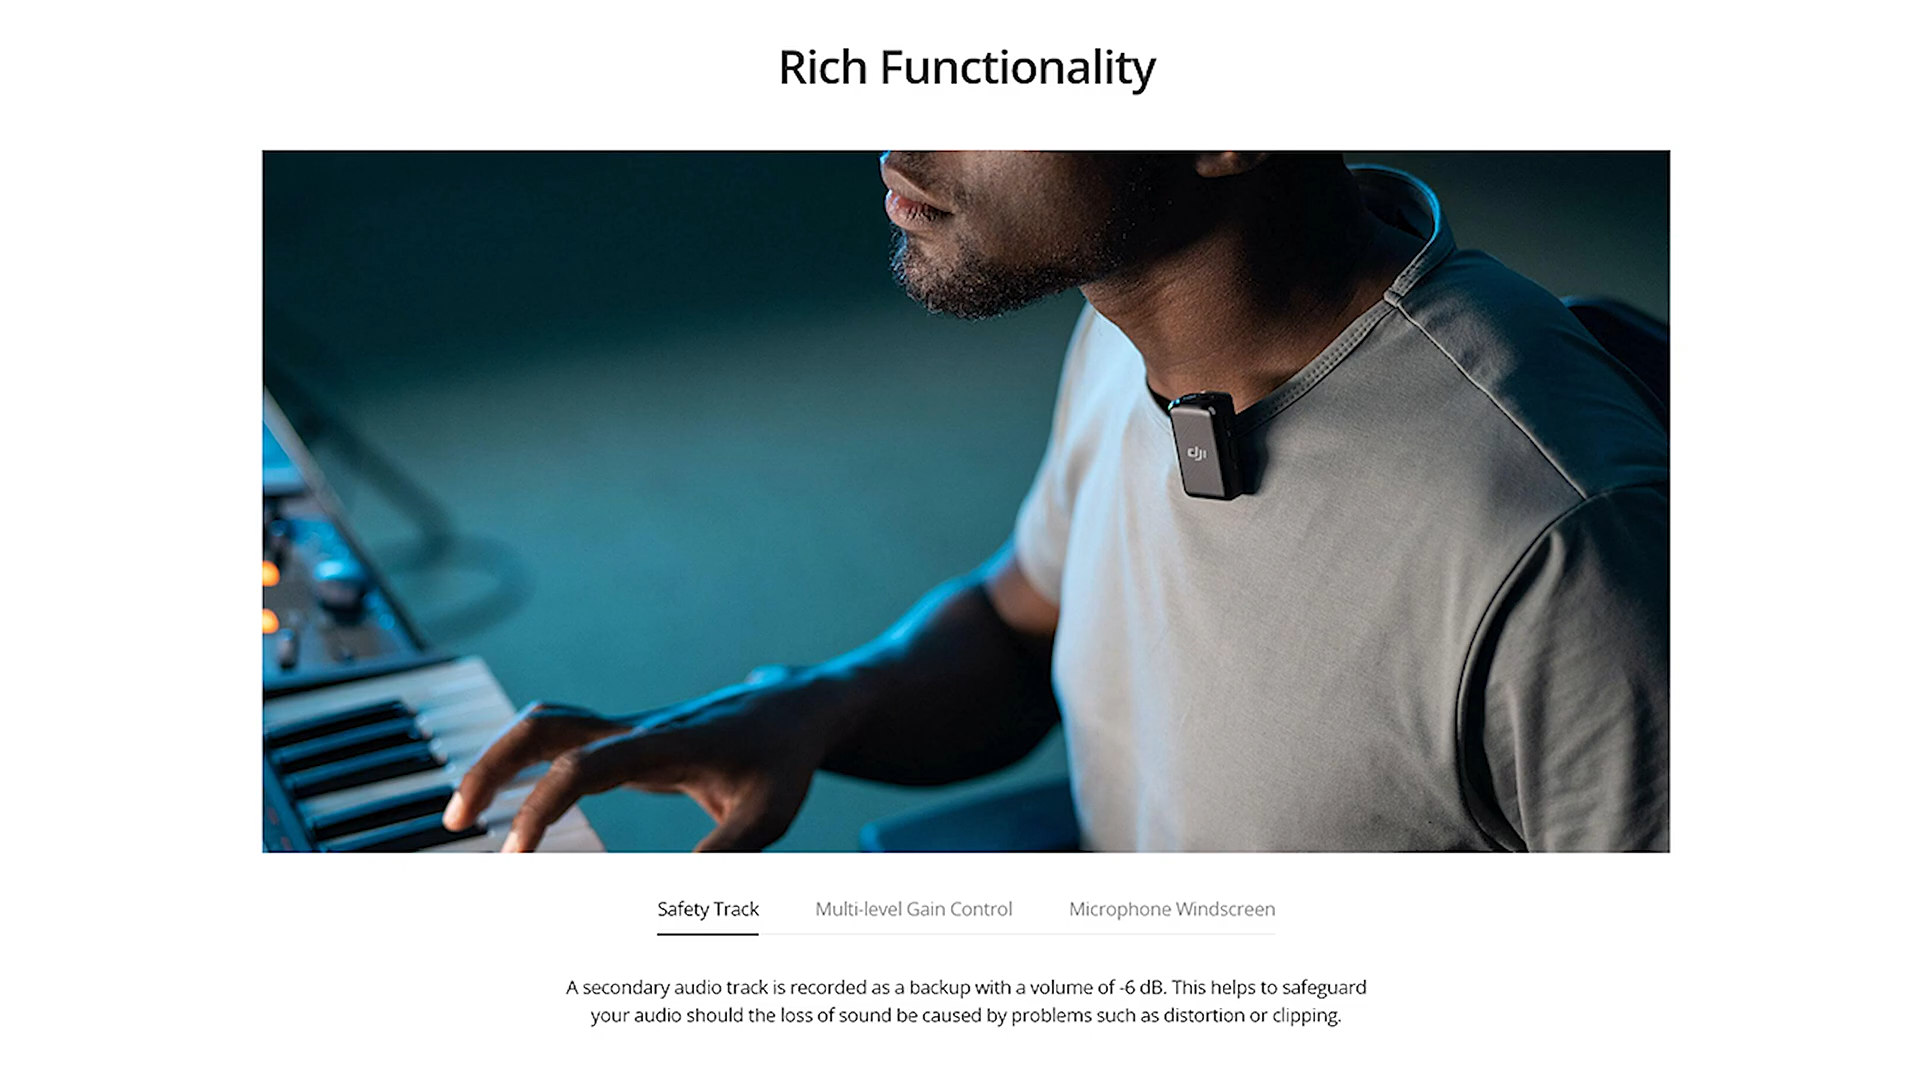 Rich Functionality
dji
Safety Track
Multi-level Gain Control
Microphone Windscreen
A secondary audio track is recorded as a backup with a volume of -6 dB. This helps to safeguard
your audio should the loss of sound be caused by problems such as distortion or clipping.